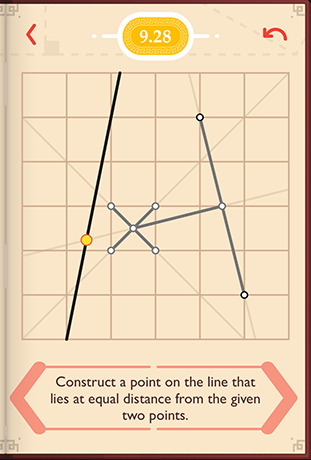 9.28
Construct a point on the line that
lies at equal distance from the given
two points.